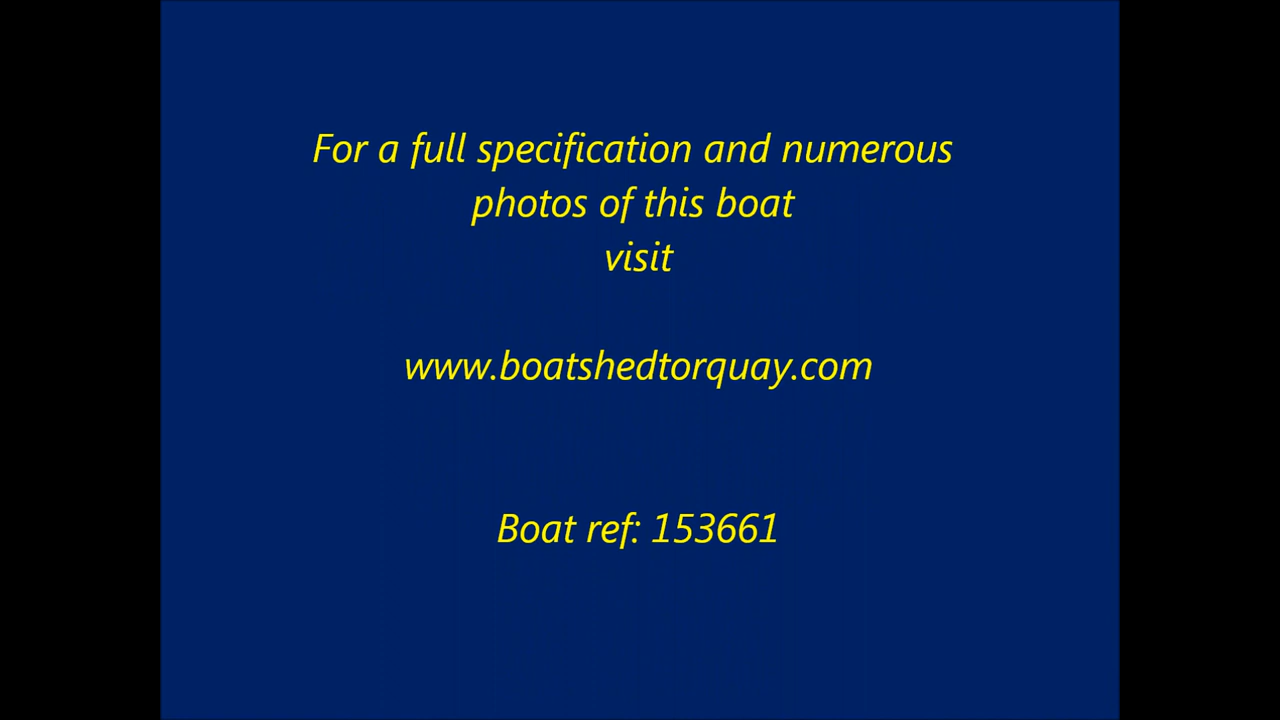 For a full specification and numerous
photos of this boat
visit
www.boatshedtorquay.com
Boat ref: 153661